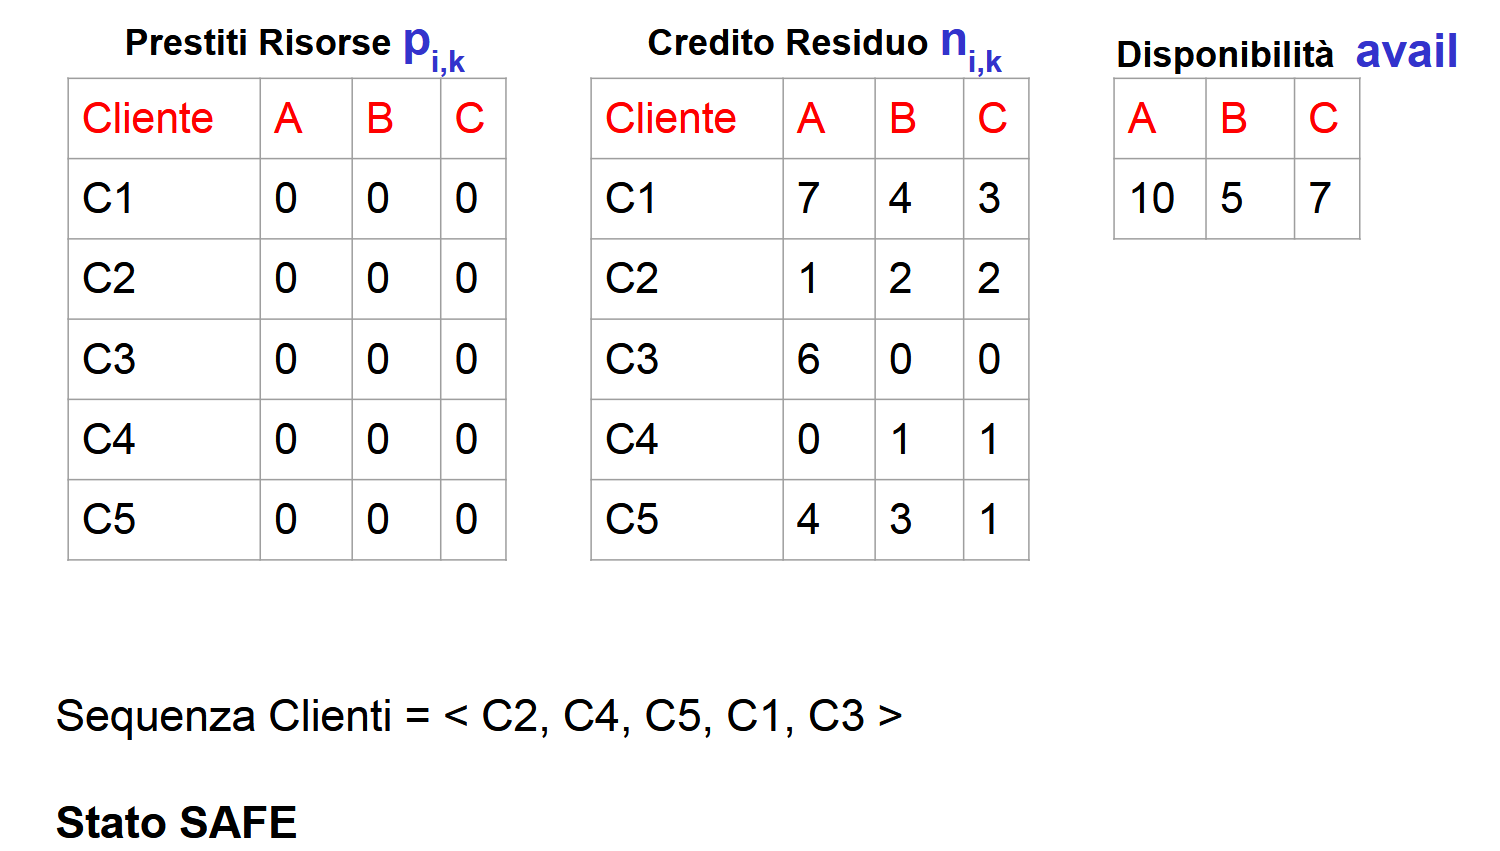 Prestiti Risorse pi,k
Cliente A B C
C1 0 0 0
C2 0 0 0
C3 0 0 0
C4 0 0 0
C5 0 0 0
Credito Residuo ni,k
Cliente A B C
C1 7 4 3
C2 1 2 2
C3 6 0 0
C4 0 1 1
C5 4 3 1
Disponibilità avail
A B C
10 5 7
Sequenza Clienti = < C2, C4, C5, C1, C3 >
Stato SAFE